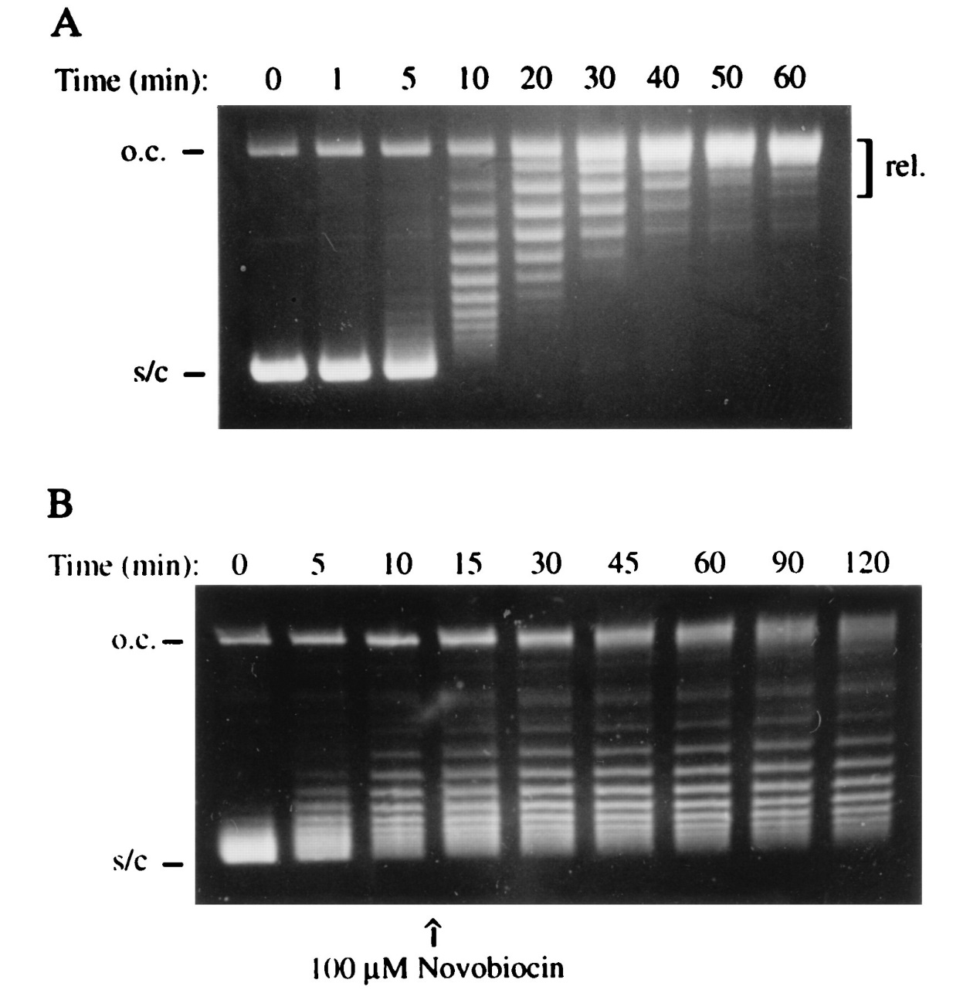 A
Time (min): 0 1 5 10 20 30 40 50 60
o.c. –
rel.
s/c –
B
Time (min): 0 5 10 15 30 45 60 90 120
o.c. –
s/c –
100 μM Novobiocin